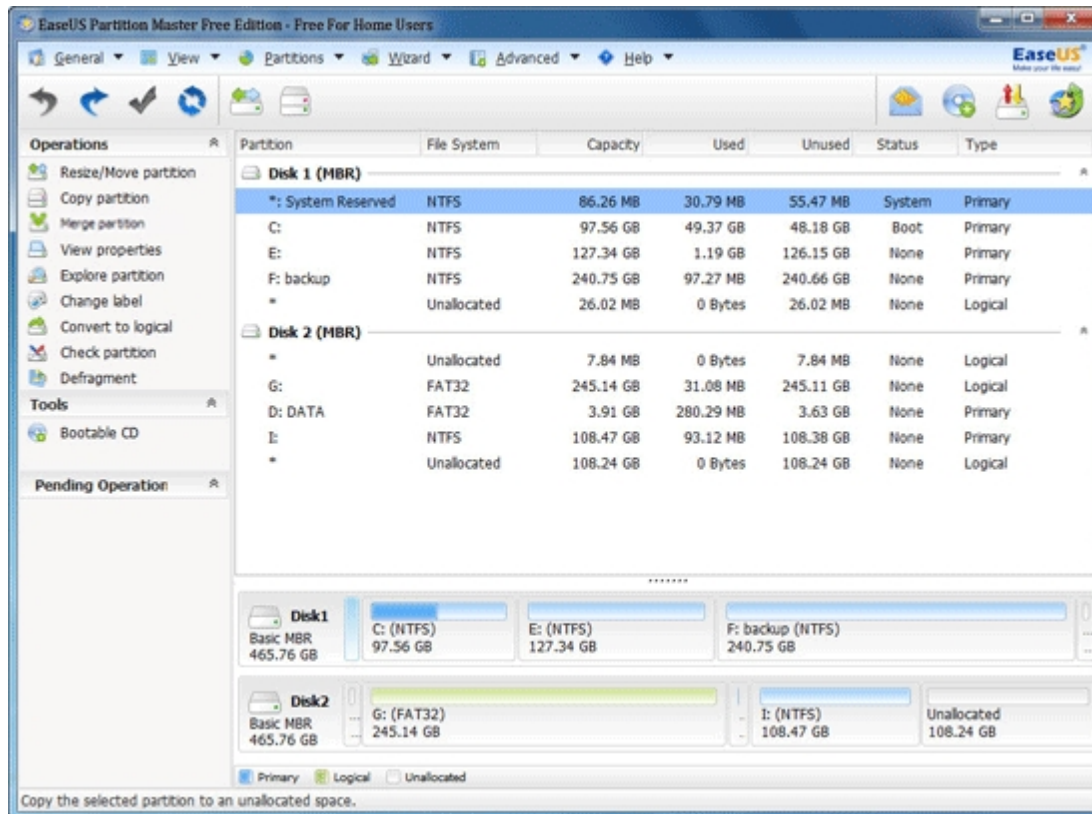 EaseUS Partition Master Free Edition - Free For Home Users
General View Partitions Wizard Advanced Help
EaseUS
Make your life easy!
Operations
Resize/Move partition
Copy partition
Merge partition
View properties
Explore partition
Change label
Convert to logical
Check partition
Defragment
Tools
Bootable CD
Pending Operation
Partition File System Capacity Used Unused Status Type
Disk 1 (MBR)
*: System Reserved NTFS 86.26 MB 30.79 MB 55.47 MB System Primary
C: NTFS 97.56 GB 49.37 GB 48.18 GB Boot Primary
E: NTFS 127.34 GB 1.19 GB 126.15 GB None Primary
F: backup NTFS 240.75 GB 97.27 MB 240.66 GB None Primary
* Unallocated 26.02 MB 0 Bytes 26.02 MB None Logical
Disk 2 (MBR)
* Unallocated 7.84 MB 0 Bytes 7.84 MB None Logical
G: FAT32 245.14 GB 31.08 MB 245.11 GB None Logical
D: DATA FAT32 3.91 GB 280.29 MB 3.63 GB None Primary
I: NTFS 108.47 GB 93.12 MB 108.38 GB None Primary
* Unallocated 108.24 GB 0 Bytes 108.24 GB None Logical
Disk1
Basic MBR
465.76 GB
C: (NTFS)
97.56 GB
E: (NTFS)
127.34 GB
F: backup (NTFS)
240.75 GB
...
...
Disk2
Basic MBR
465.76 GB
...
...
G: (FAT32)
245.14 GB
I: (NTFS)
108.47 GB
Unallocated
108.24 GB
Primary Logical Unallocated
Copy the selected partition to an unallocated space.